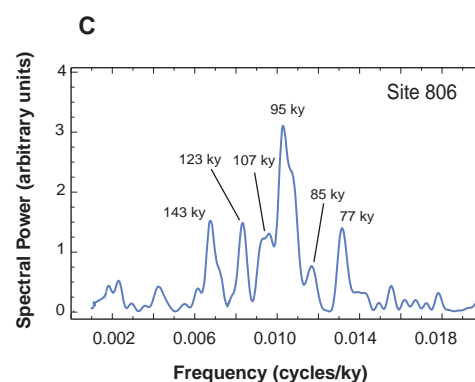 C
Site 806
95 ky
123 ky
107 ky
85 ky
143 ky
77 ky
Spectral Power (arbitrary units)
4
3
2
1
0
0.002
0.006
0.010
0.014
0.018
Frequency (cycles/ky)